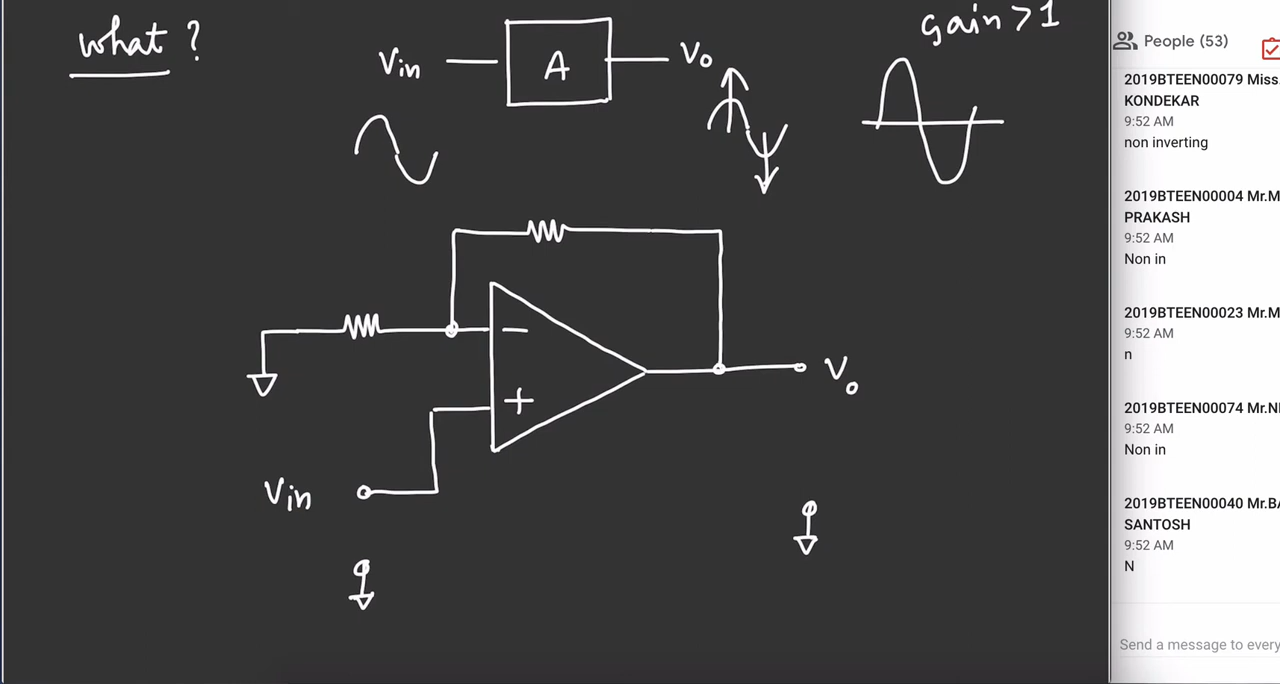 what ?
Vin
A
Vo
gain > 1
−
+
Vo
Vin
People (53)
2019BTEEN00079 Miss.
KONDEKAR
9:52 AM
non inverting
2019BTEEN00004 Mr.M
PRAKASH
9:52 AM
Non in
2019BTEEN00023 Mr.M
9:52 AM
n
2019BTEEN00074 Mr.NI
9:52 AM
Non in
2019BTEEN00040 Mr.BA
SANTOSH
9:52 AM
N
Send a message to every